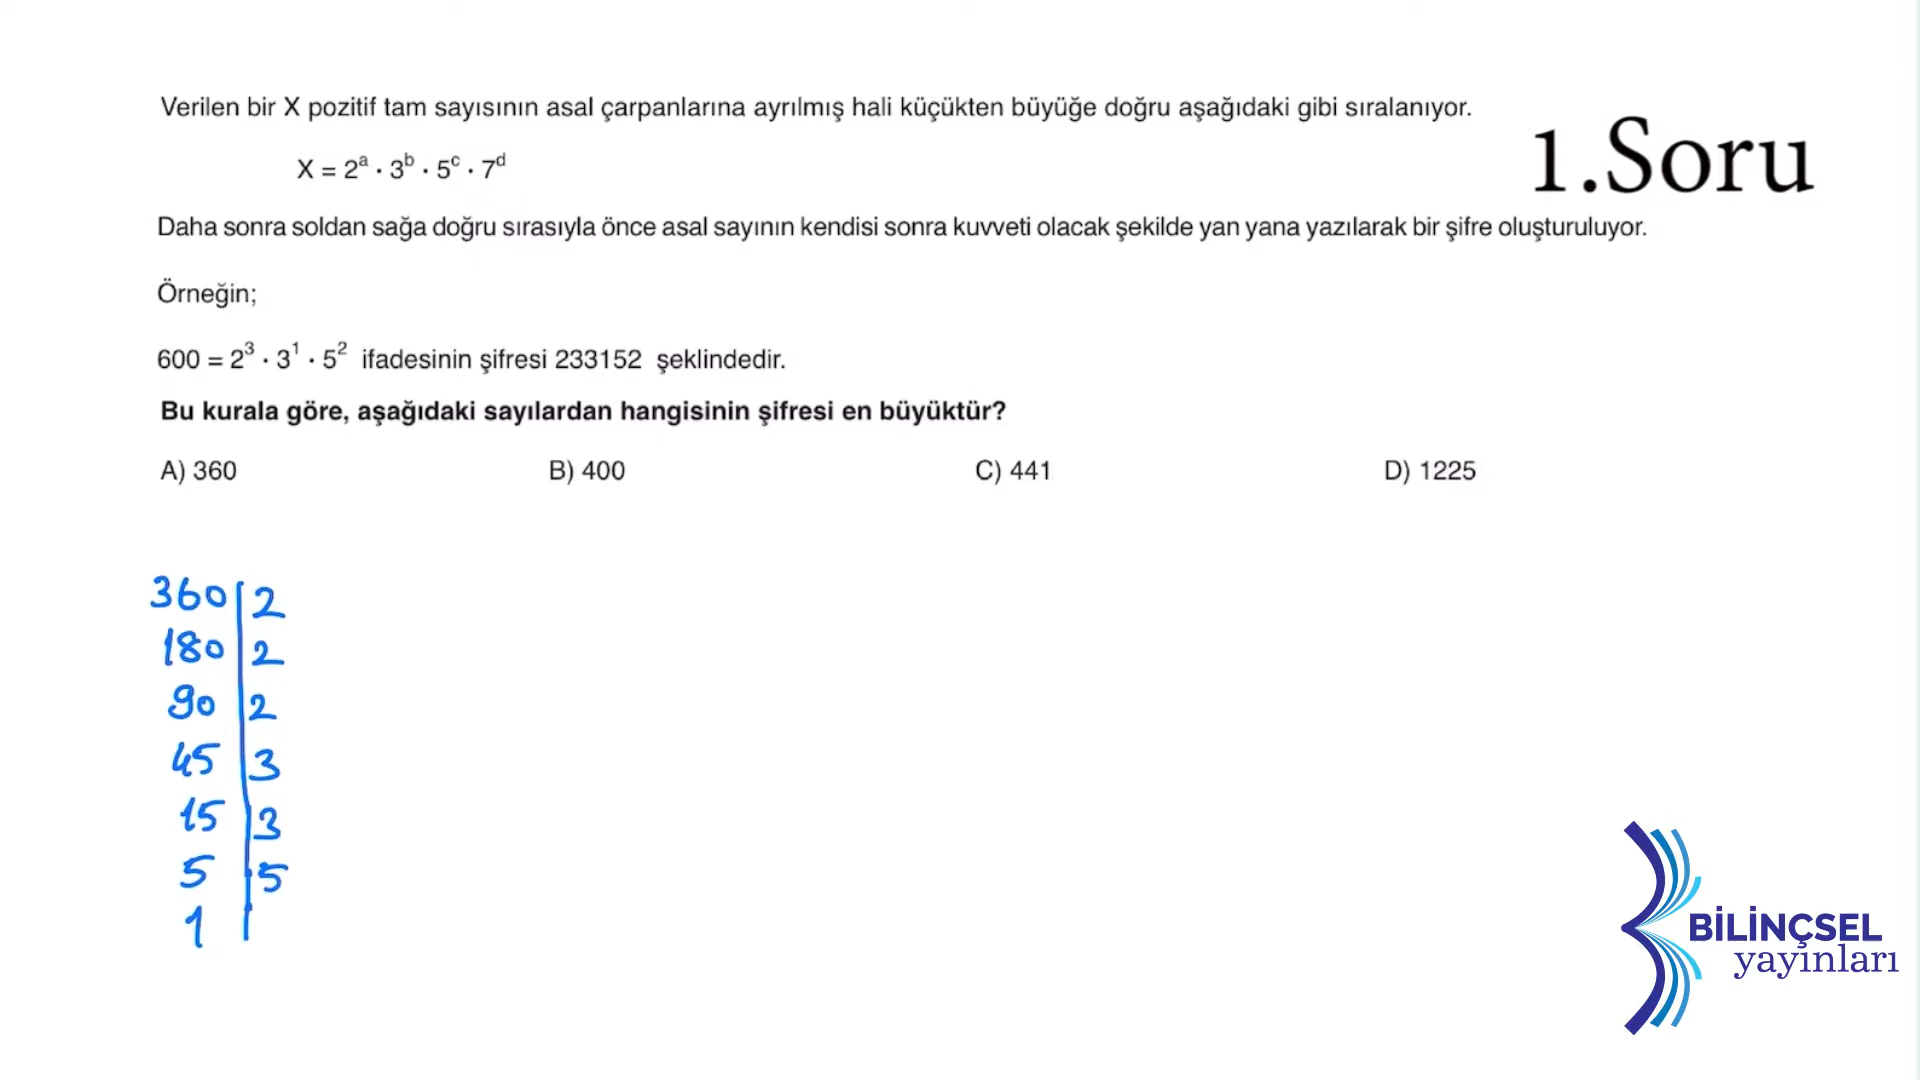 Verilen bir X pozitif tam sayısının asal çarpanlarına ayrılmış hali küçükten büyüğe doğru aşağıdaki gibi sıralanıyor.
1.Soru
X = 2ᵃ · 3ᵇ · 5ᶜ · 7ᵈ
Daha sonra soldan sağa doğru sırasıyla önce asal sayının kendisi sonra kuvveti olacak şekilde yan yana yazılarak bir şifre oluşturuluyor.
Örneğin;
600 = 2³ · 3¹ · 5² ifadesinin şifresi 233152 şeklindedir.
Bu kurala göre, aşağıdaki sayılardan hangisinin şifresi en büyüktür?
A) 360 B) 400 C) 441 D) 1225
360 | 2
180 | 2
90 | 2
45 | 3
15 | 3
5 | 5
1 |
BİLİNÇSEL
yayınları